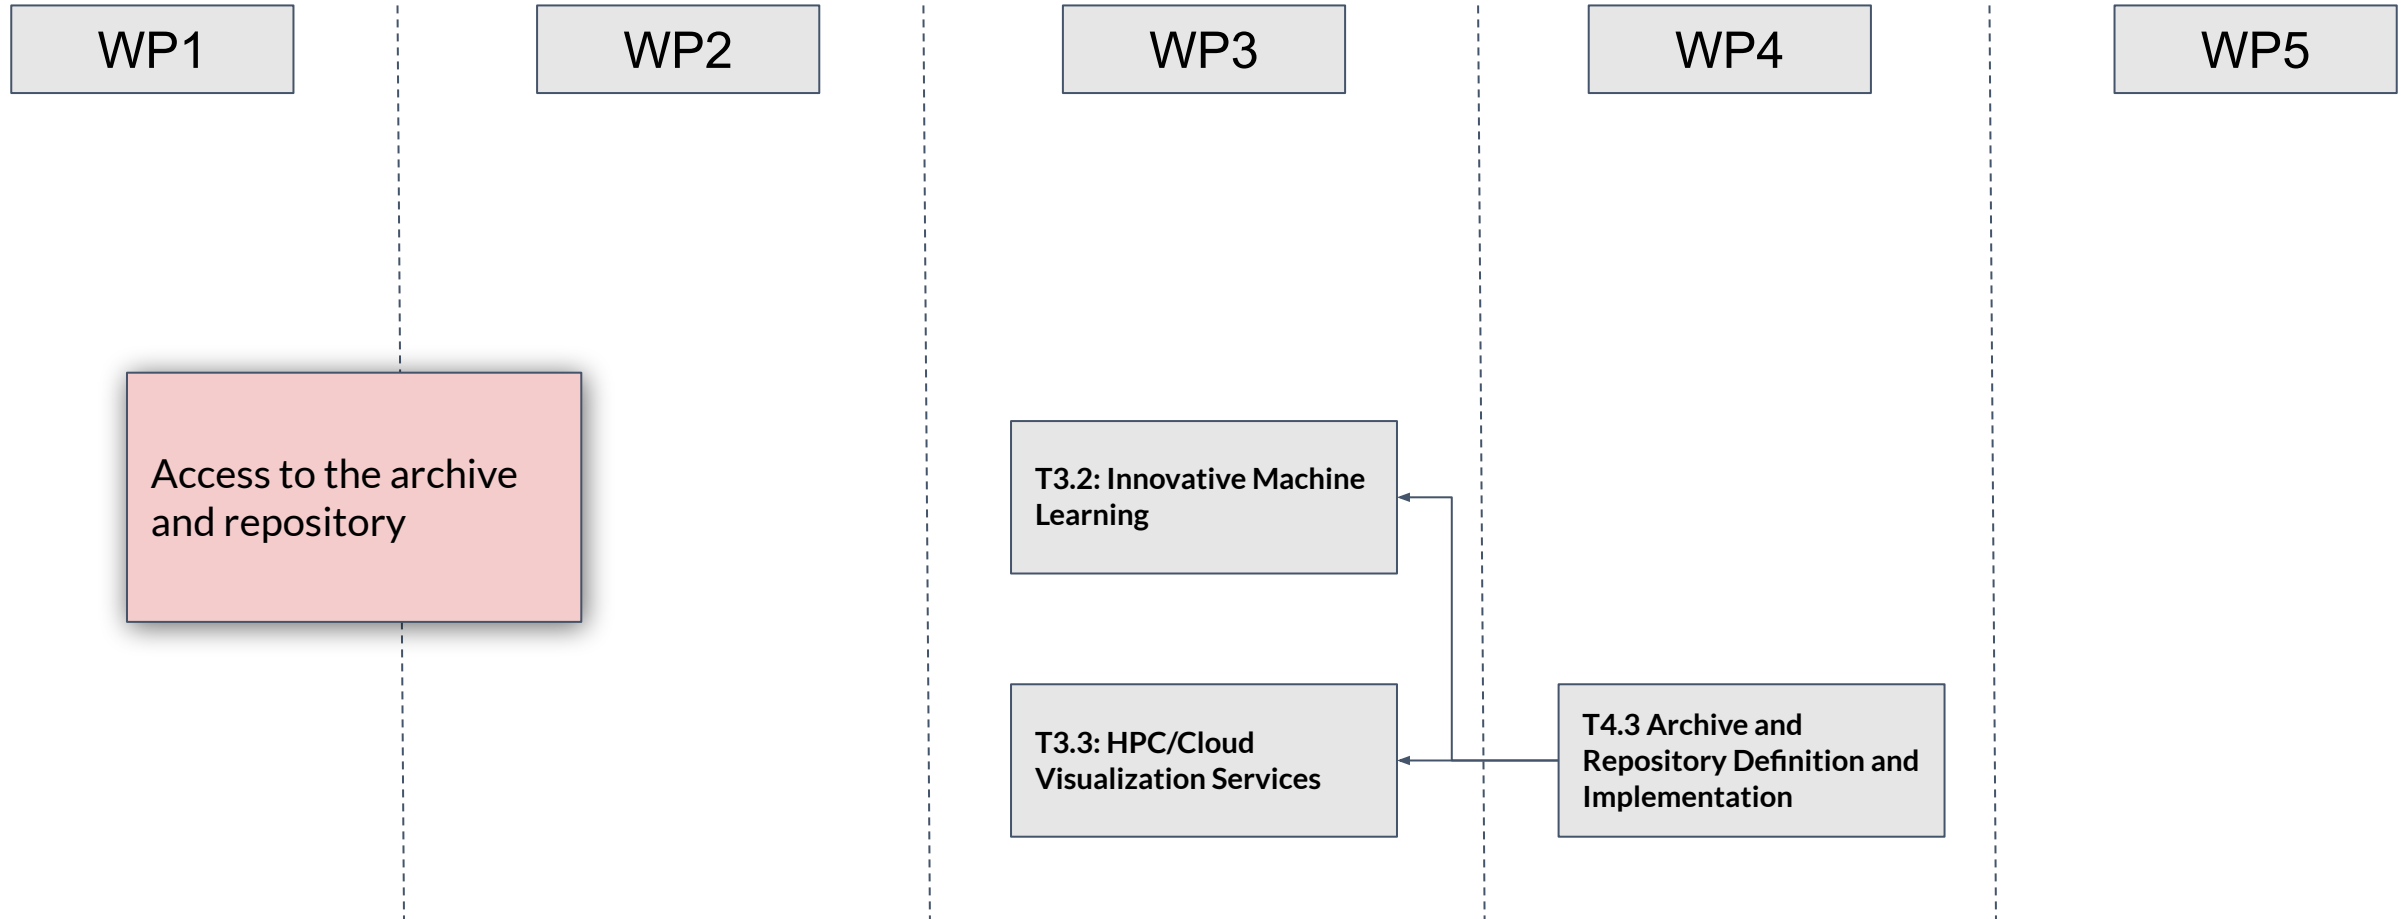 WP1
WP2
WP3
WP4
WP5
Access to the archive
and repository
T3.2: Innovative Machine
Learning
T3.3: HPC/Cloud
Visualization Services
T4.3 Archive and
Repository Definition and
Implementation